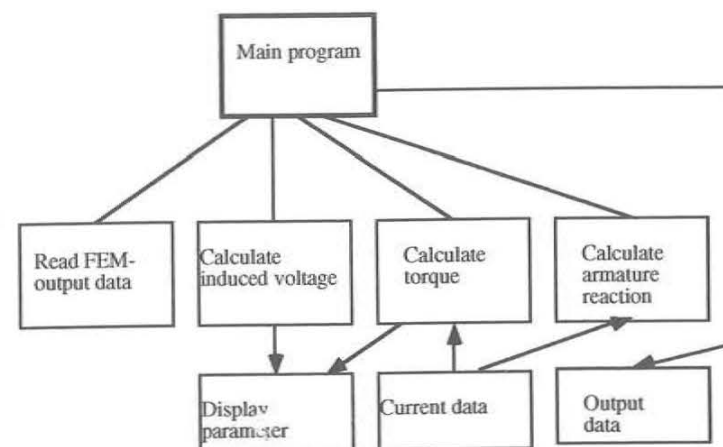 Main program
Read FEM-
output data
Calculate
induced voltage
Calculate
torque
Calculate
armature
reaction
Display
parameter
Current data
Output
data